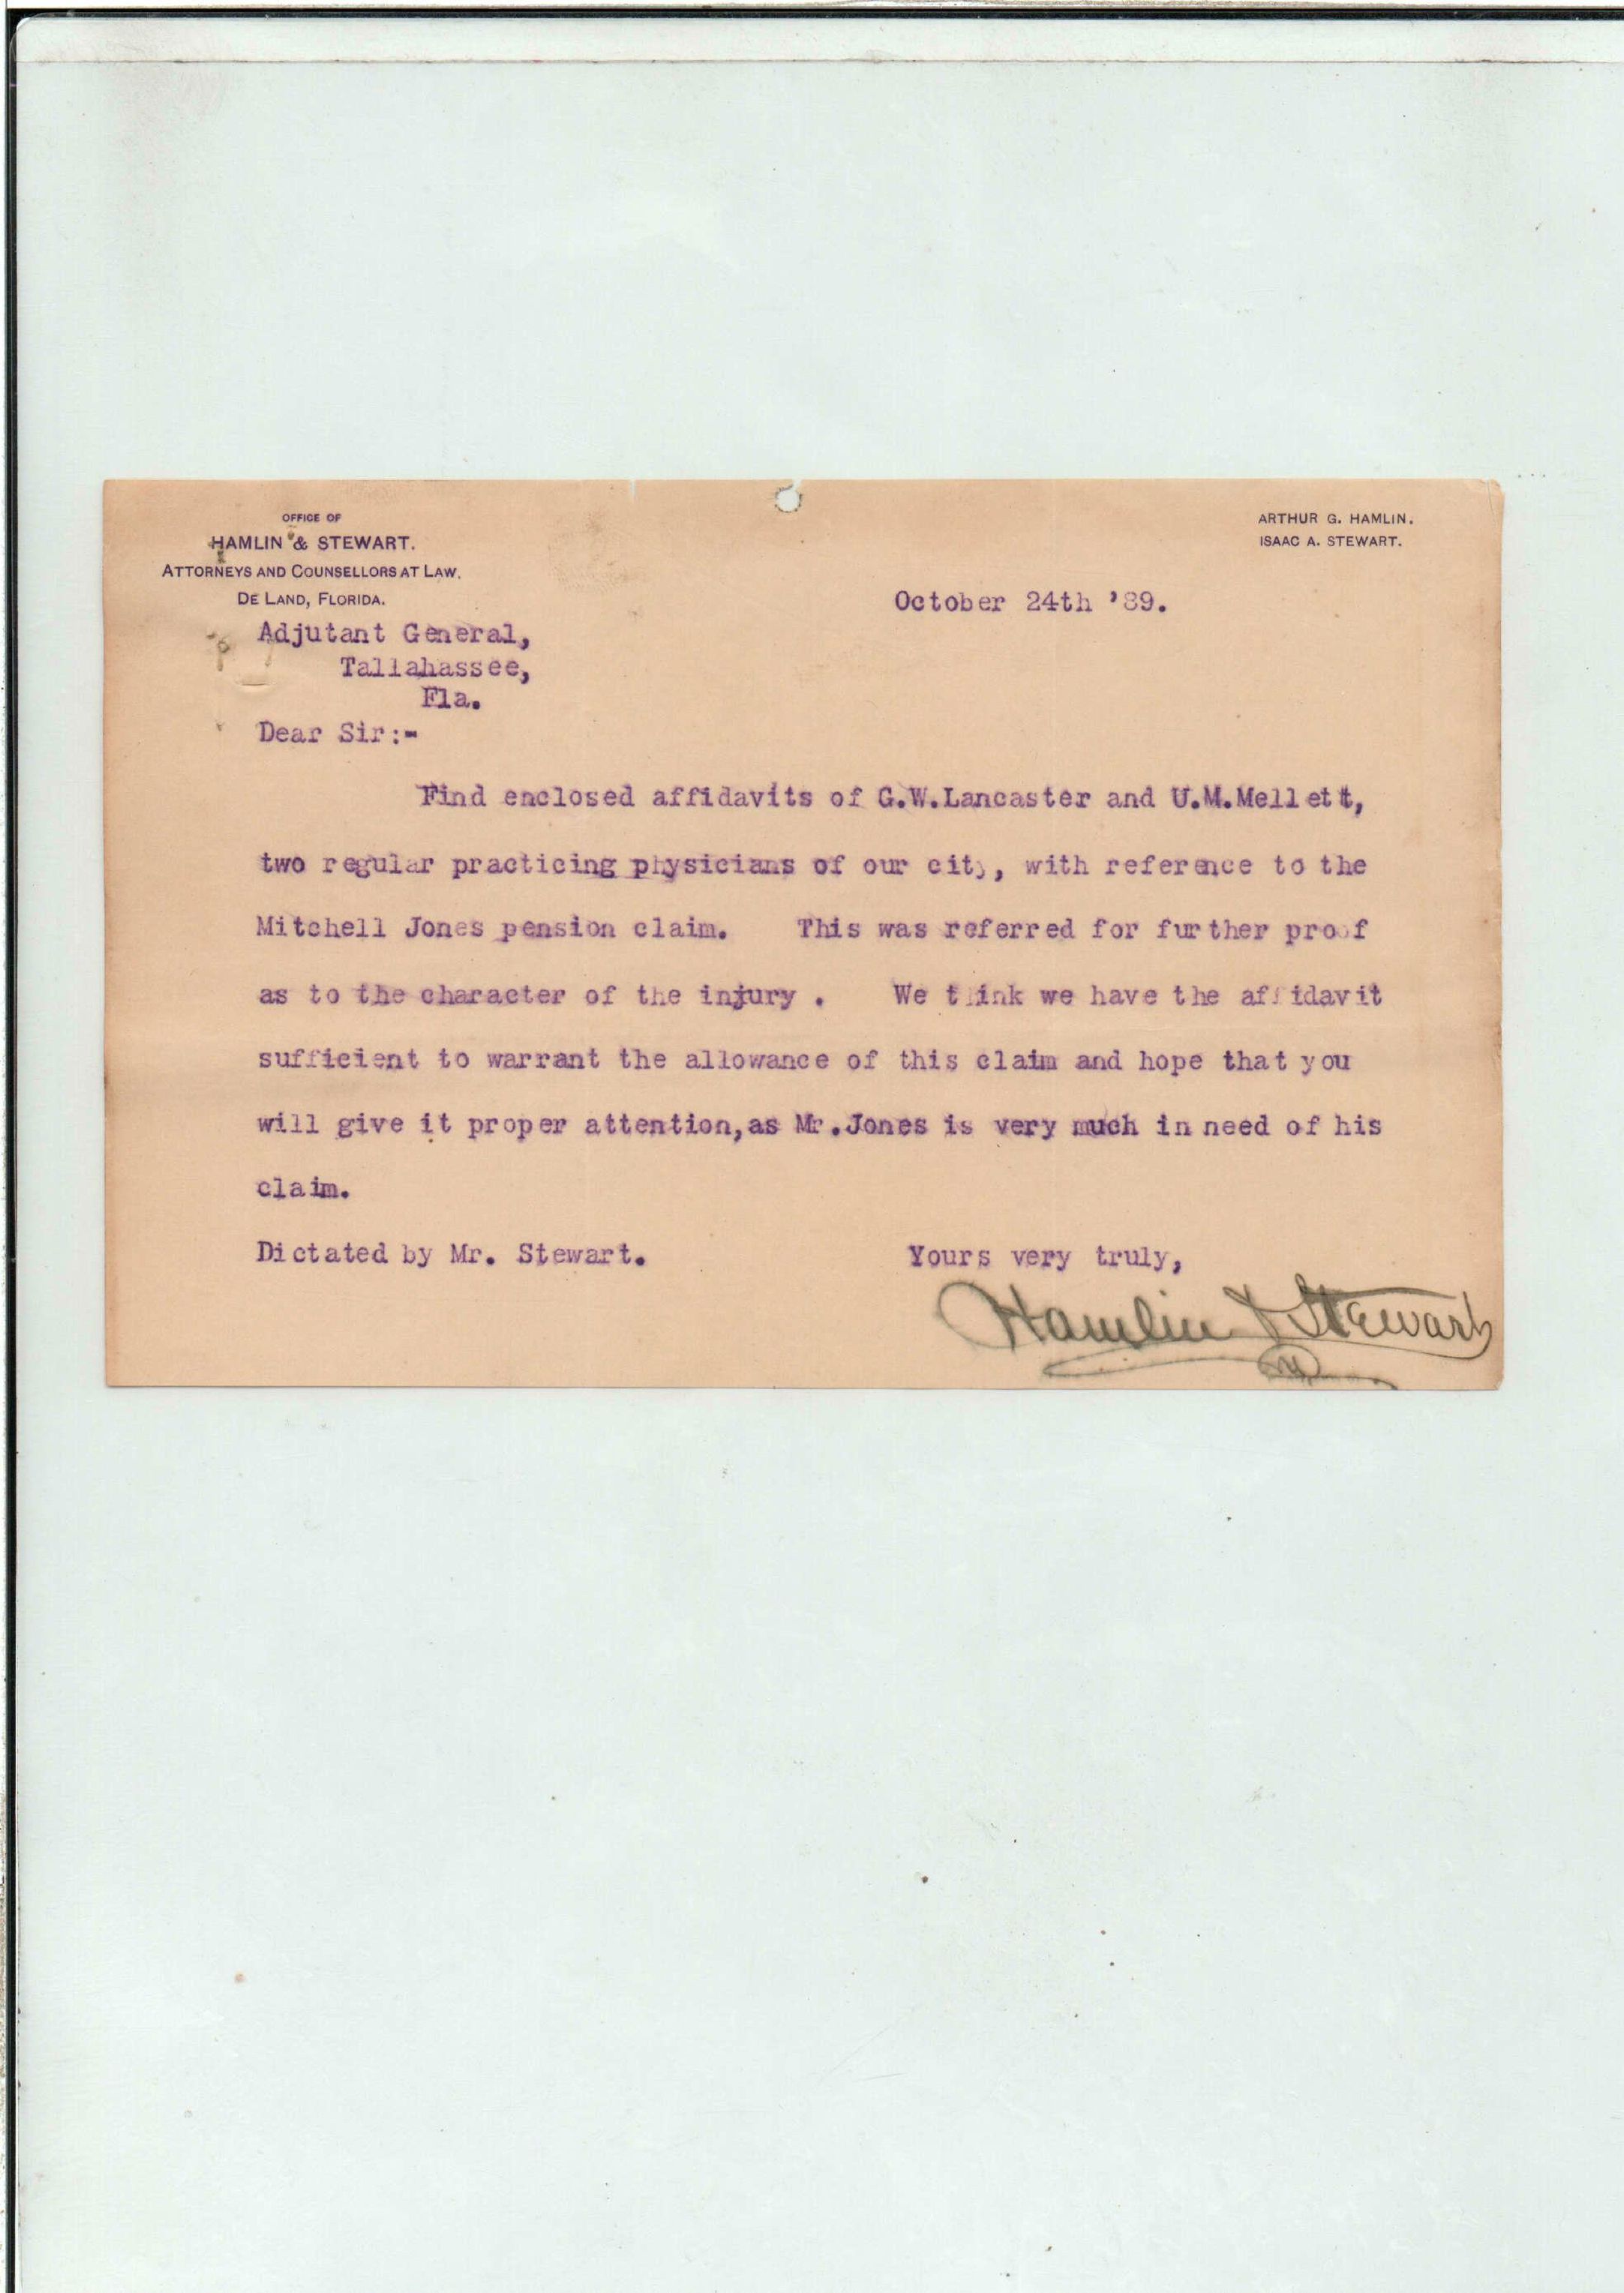 OFFICE OF
HAMLIN & STEWART.
ATTORNEYS AND COUNSELLORS AT LAW.
DE LAND, FLORIDA.
ARTHUR G. HAMLIN.
ISAAC A. STEWART.
October 24th '89.
Adjutant General,
Tallahassee,
Fla.
Dear Sir:-
Find enclosed affidavits of G.W.Lancaster and U.M.Mellett,
two regular practicing physicians of our city, with reference to the
Mitchell Jones pension claim. This was referred for further proof
as to the character of the injury . We think we have the affidavit
sufficient to warrant the allowance of this claim and hope that you
will give it proper attention,as Mr.Jones is very much in need of his
claim.
Dictated by Mr. Stewart.
Yours very truly,
Hamlin & Stewart